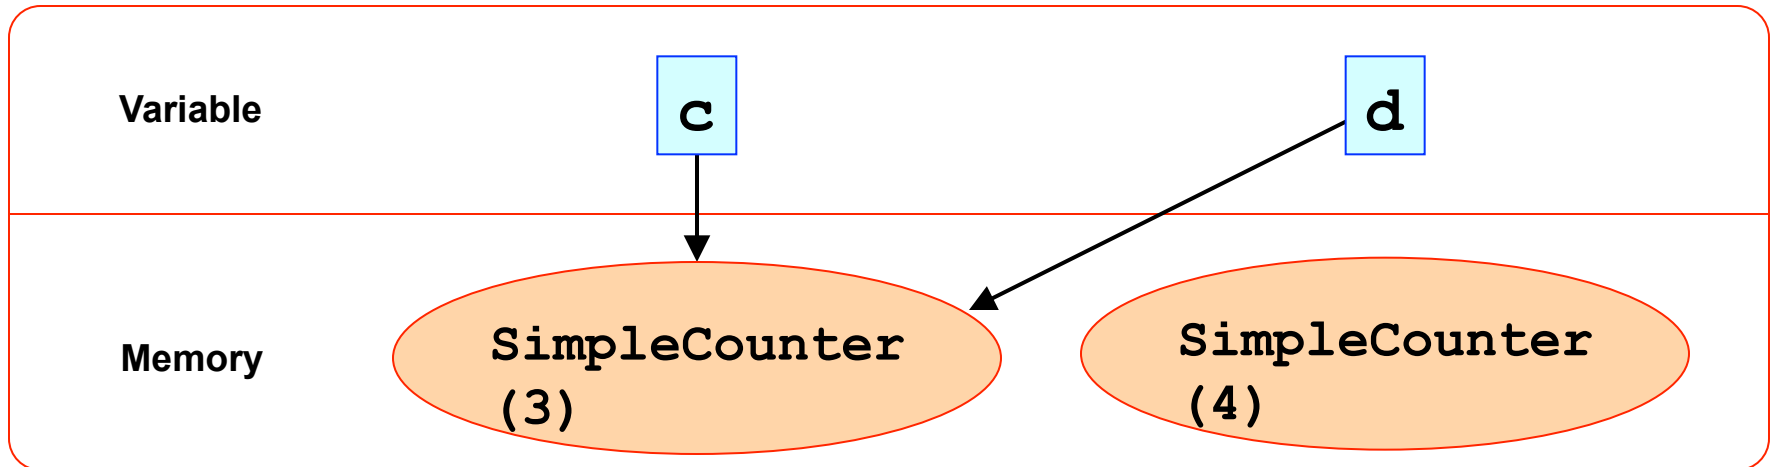 Variable
c
d
Memory
SimpleCounter
(3)
SimpleCounter
(4)